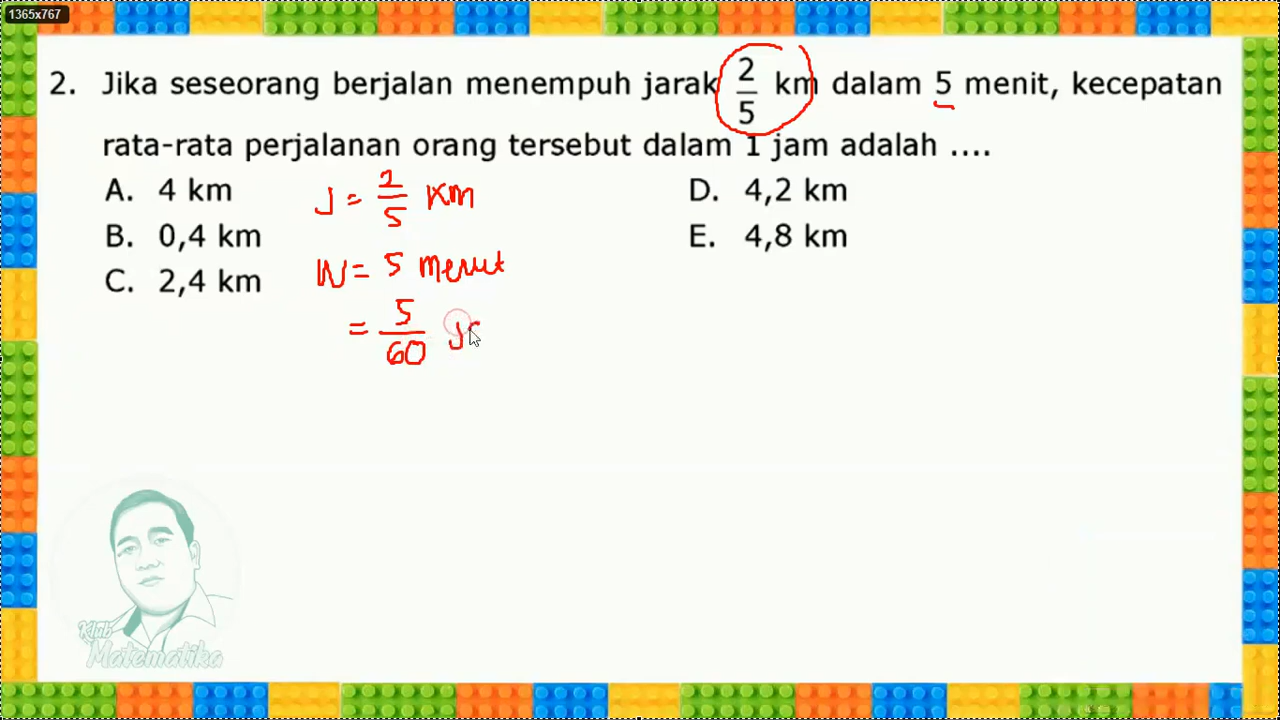 1365x767
2. Jika seseorang berjalan menempuh jarak 2/5 km dalam 5 menit, kecepatan
rata-rata perjalanan orang tersebut dalam 1 jam adalah ....
A. 4 km
B. 0,4 km
C. 2,4 km
D. 4,2 km
E. 4,8 km
J = 2/5 km
W = 5 menit
= 5/60 ja
Klub
Matematika